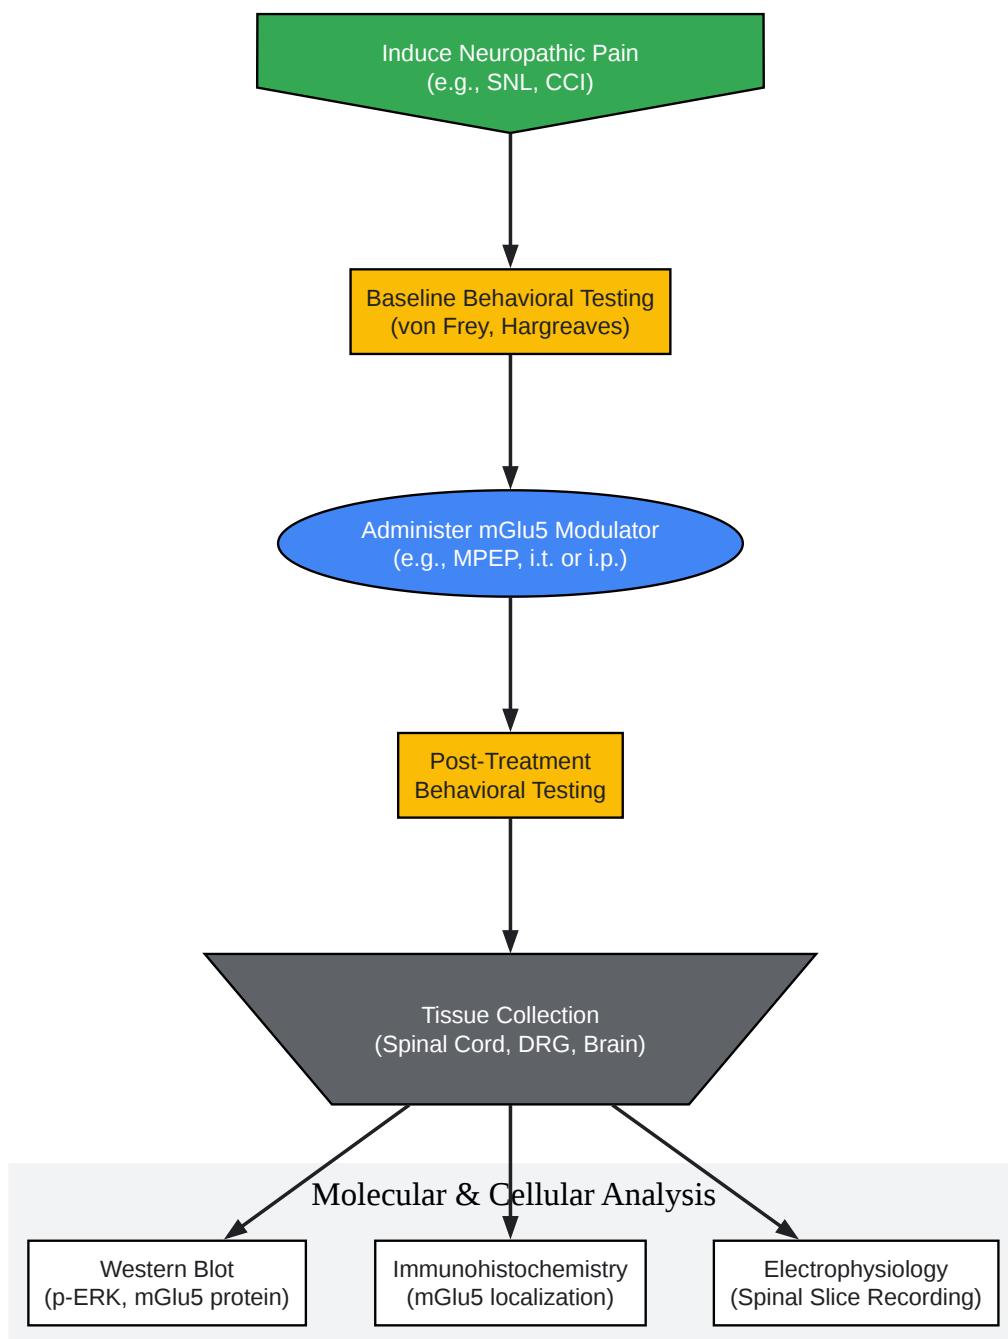 Induce Neuropathic Pain
(e.g., SNL, CCI)
Baseline Behavioral Testing
(von Frey, Hargreaves)
Administer mGlu5 Modulator
(e.g., MPEP, i.t. or i.p.)
Post-Treatment
Behavioral Testing
Tissue Collection
(Spinal Cord, DRG, Brain)
Molecular & Cellular Analysis
Western Blot
(p-ERK, mGlu5 protein)
Immunohistochemistry
(mGlu5 localization)
Electrophysiology
(Spinal Slice Recording)